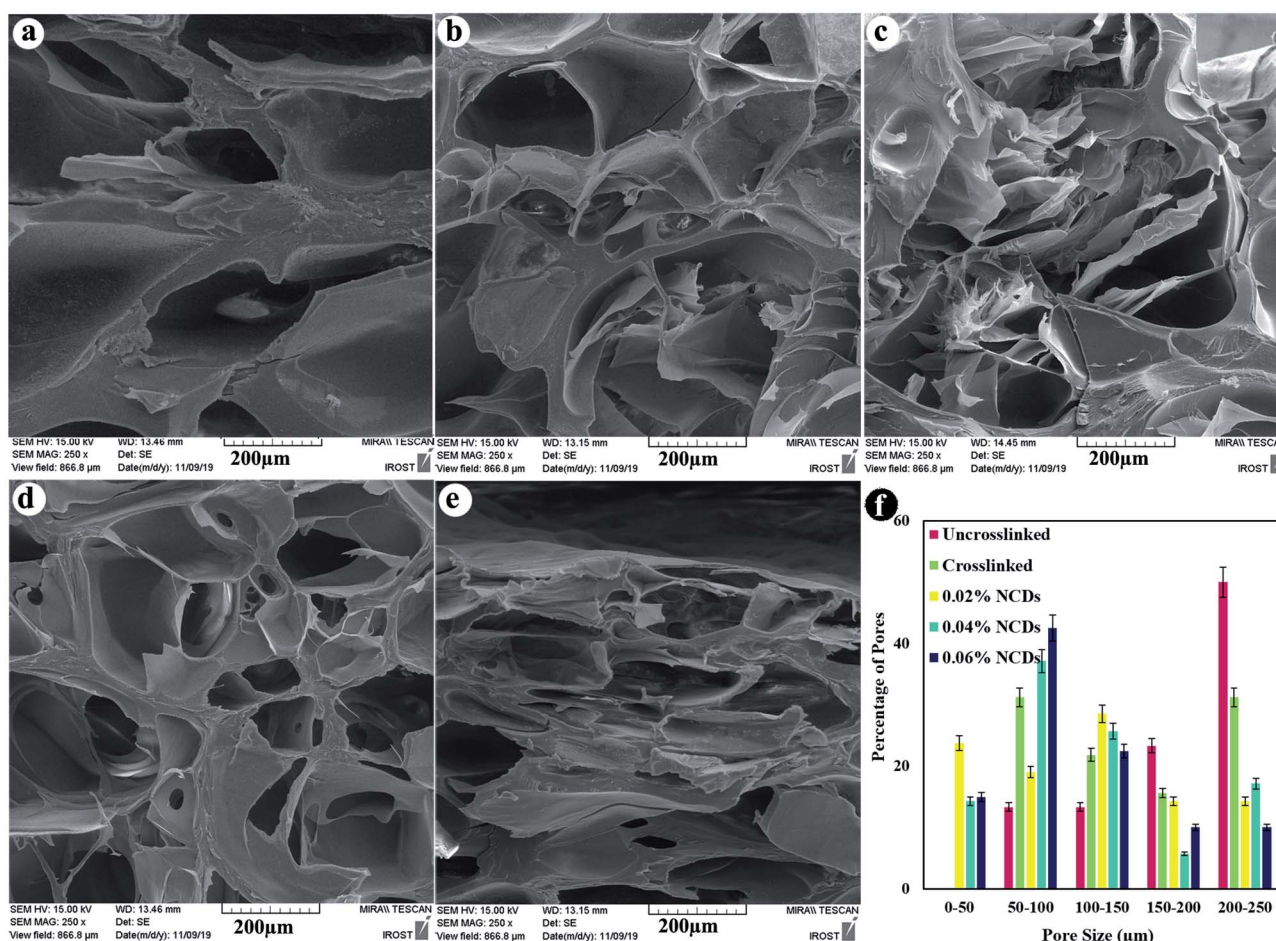 a
SEM HV: 15.00 kV WD: 13.46 mm
SEM MAG: 250 x Det: SE
View field: 866.8 µm Date(m/d/y): 11/09/19
200µm
MIRA\\ TESCAN
IROST
b
SEM HV: 15.00 kV WD: 13.15 mm
SEM MAG: 250 x Det: SE
View field: 866.8 µm Date(m/d/y): 11/09/19
200µm
MIRA\\ TESCAN
IROST
c
SEM HV: 15.00 kV WD: 14.45 mm
SEM MAG: 250 x Det: SE
View field: 866.8 µm Date(m/d/y): 11/09/19
200µm
MIRA\\ TESCAN
IROST
d
SEM HV: 15.00 kV WD: 13.46 mm
SEM MAG: 250 x Det: SE
View field: 866.8 µm Date(m/d/y): 11/09/19
200µm
MIRA\\ TESCAN
IROST
e
SEM HV: 15.00 kV WD: 13.15 mm
SEM MAG: 250 x Det: SE
View field: 866.8 µm Date(m/d/y): 11/09/19
200µm
MIRA\\ TESCAN
IROST
f
60
40
20
0
Percentage of Pores
Uncrosslinked
Crosslinked
0.02% NCDs
0.04% NCDs
0.06% NCDs
0-50 50-100 100-150 150-200 200-250
Pore Size (µm)